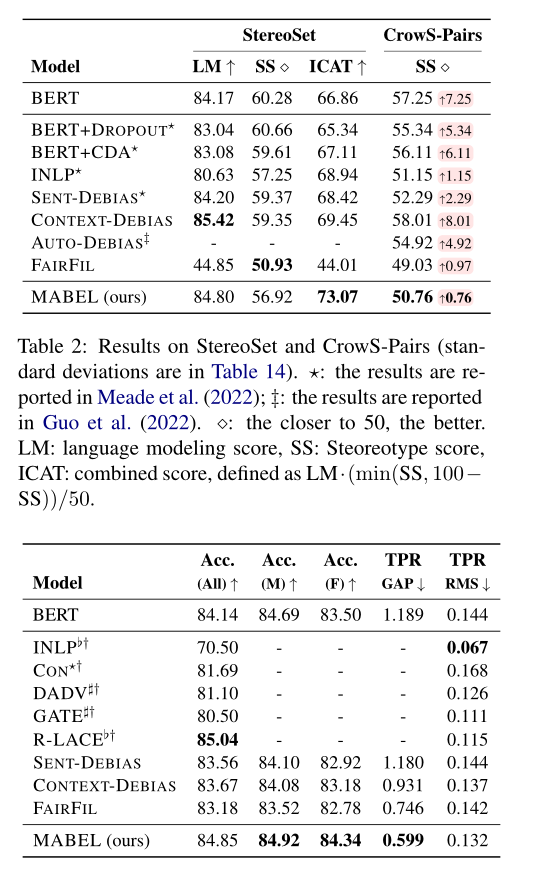 StereoSet CrowS-Pairs
Model LM ↑ SS ⋄ ICAT ↑ SS ⋄
BERT 84.17 60.28 66.86 57.25 ↑7.25
BERT+DROPOUT⋆ 83.04 60.66 65.34 55.34 ↑5.34
BERT+CDA⋆ 83.08 59.61 67.11 56.11 ↑6.11
INLP⋆ 80.63 57.25 68.94 51.15 ↑1.15
SENT-DEBIAS⋆ 84.20 59.37 68.42 52.29 ↑2.29
CONTEXT-DEBIAS 85.42 59.35 69.45 58.01 ↑8.01
AUTO-DEBIAS‡ - - - 54.92 ↑4.92
FAIRFIL 44.85 50.93 44.01 49.03 ↑0.97
MABEL (ours) 84.80 56.92 73.07 50.76 ↑0.76
Table 2: Results on StereoSet and CrowS-Pairs (stan-
dard deviations are in Table 14). ⋆: the results are re-
ported in Meade et al. (2022); ‡: the results are reported
in Guo et al. (2022). ⋄: the closer to 50, the better.
LM: language modeling score, SS: Steoreotype score,
ICAT: combined score, defined as LM·(min(SS, 100−
SS))/50.
Acc. Acc. Acc. TPR TPR
Model (All) ↑ (M) ↑ (F) ↑ GAP ↓ RMS ↓
BERT 84.14 84.69 83.50 1.189 0.144
INLP♭† 70.50 - - - 0.067
CON⋆† 81.69 - - - 0.168
DADV♯† 81.10 - - - 0.126
GATE♯† 80.50 - - - 0.111
R-LACE♭† 85.04 - - - 0.115
SENT-DEBIAS 83.56 84.10 82.92 1.180 0.144
CONTEXT-DEBIAS 83.67 84.08 83.18 0.931 0.137
FAIRFIL 83.18 83.52 82.78 0.746 0.142
MABEL (ours) 84.85 84.92 84.34 0.599 0.132